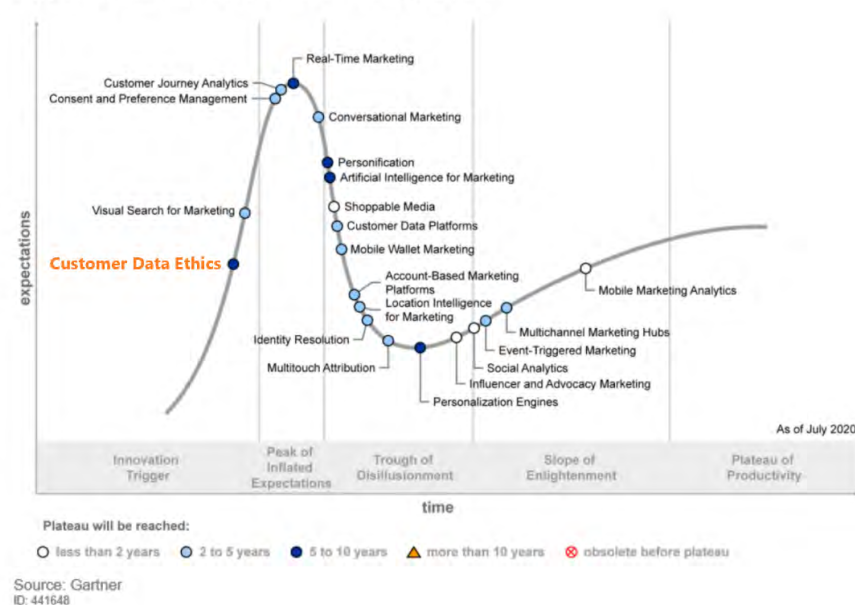 Real-Time Marketing
Customer Journey Analytics
Consent and Preference Management
Conversational Marketing
Personification
Artificial Intelligence for Marketing
Visual Search for Marketing
Shoppable Media
Customer Data Platforms
Mobile Wallet Marketing
Customer Data Ethics
expectations
Account-Based Marketing
Platforms
Location Intelligence
for Marketing
Mobile Marketing Analytics
Identity Resolution
Multichannel Marketing Hubs
Event-Triggered Marketing
Multitouch Attribution
Social Analytics
Influencer and Advocacy Marketing
Personalization Engines
As of July 2020
Innovation
Trigger
Peak of
Inflated
Expectations
Trough of
Disillusionment
Slope of
Enlightenment
Plateau of
Productivity
time
Plateau will be reached:
less than 2 years
2 to 5 years
5 to 10 years
more than 10 years
obsolete before plateau
Source: Gartner
ID: 441648